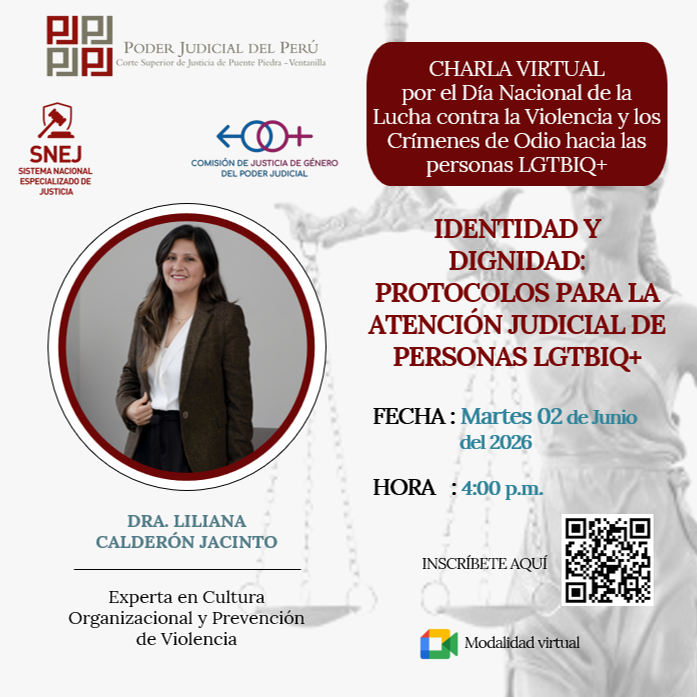 PODER JUDICIAL DEL PERÚ
Corte Superior de Justicia de Puente Piedra -Ventanilla
SNEJ
SISTEMA NACIONAL
ESPECIALIZADO DE
JUSTICIA
COMISIÓN DE JUSTICIA DE GÉNERO
DEL PODER JUDICIAL
CHARLA VIRTUAL
por el Día Nacional de la
Lucha contra la Violencia y los
Crímenes de Odio hacia las
personas LGTBIQ+
IDENTIDAD Y
DIGNIDAD:
PROTOCOLOS PARA LA
ATENCIÓN JUDICIAL DE
PERSONAS LGTBIQ+
FECHA : Martes 02 de Junio
del 2026
HORA : 4:00 p.m.
DRA. LILIANA
CALDERÓN JACINTO
Experta en Cultura
Organizacional y Prevención
de Violencia
INSCRÍBETE AQUÍ
Modalidad virtual